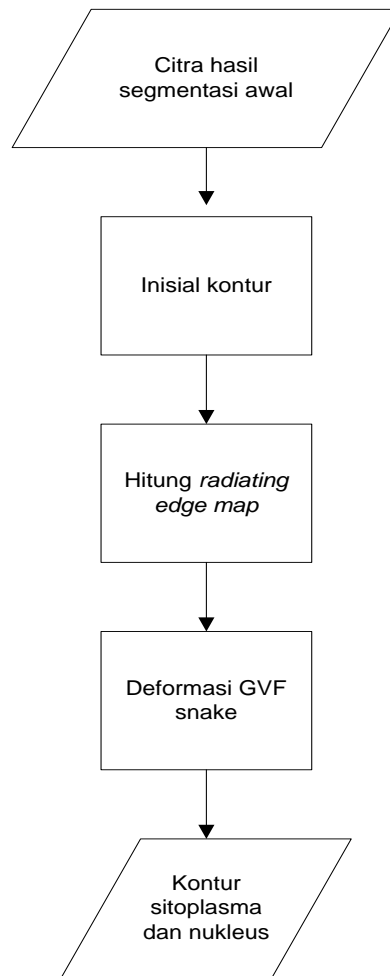 Citra hasil
segmentasi awal
Inisial kontur
Hitung radiating
edge map
Deformasi GVF
snake
Kontur
sitoplasma
dan nukleus